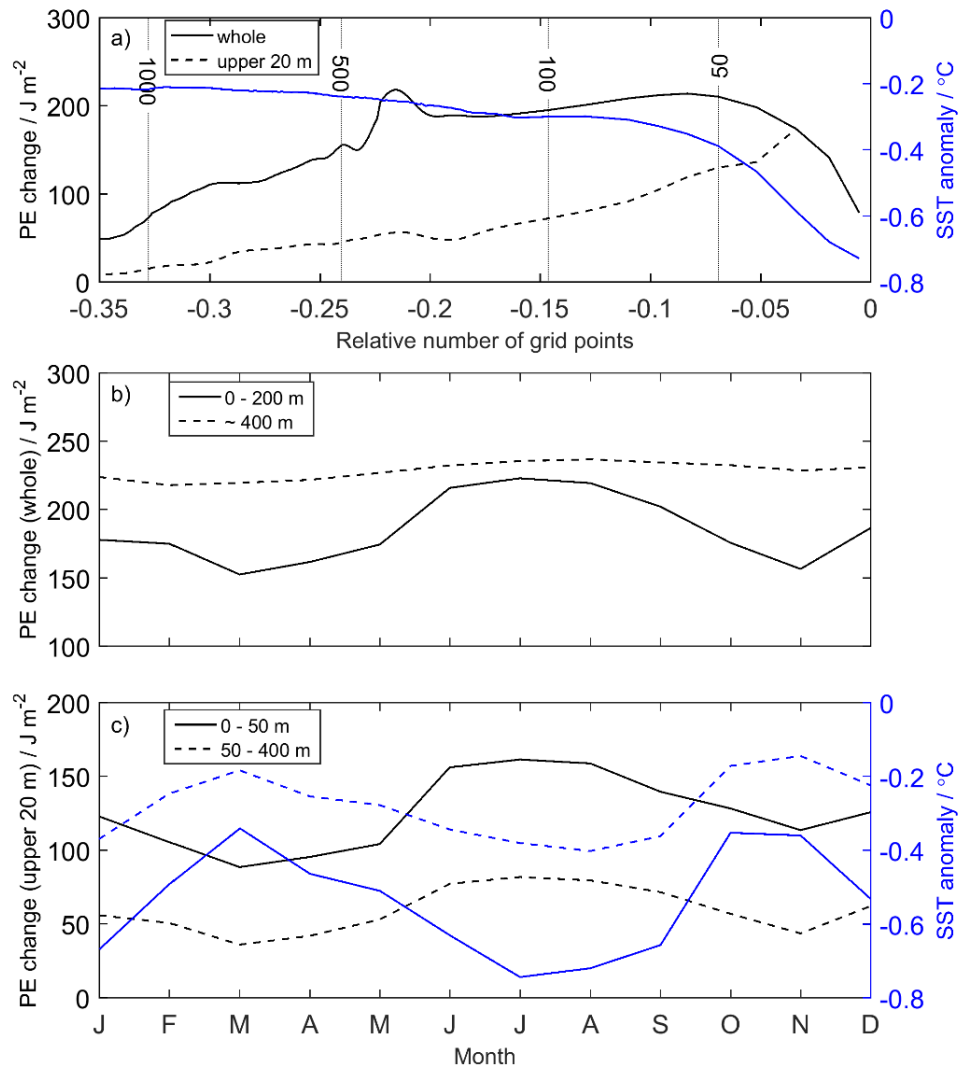 a)
whole
upper 20 m
1000
500
100
50
300
200
100
0
PE change / J m-2
0
-0.2
-0.4
-0.6
-0.8
SST anomaly / °C
-0.35 -0.3 -0.25 -0.2 -0.15 -0.1 -0.05 0
Relative number of grid points
b)
0 - 200 m
~ 400 m
300
250
200
150
100
PE change (whole) / J m-2
c)
0 - 50 m
50 - 400 m
200
150
100
50
0
PE change (upper 20 m) / J m-2
0
-0.2
-0.4
-0.6
-0.8
SST anomaly / °C
J F M A M J J A S O N D
Month